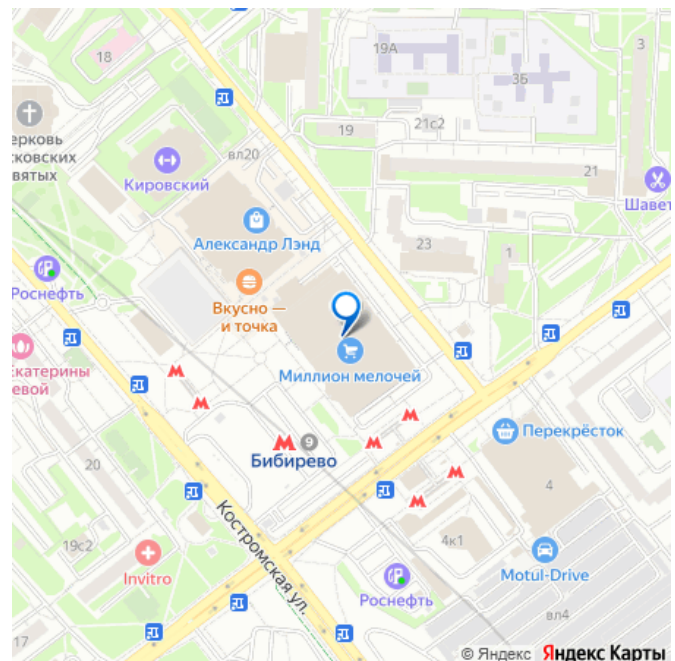 19А
3
18
3Б
ерковь
сковских
вятых
19
21с2
вл20
21
Кировский
Шавет
Александр Лэнд
23
1
Роснефть
Вкусно —
и точка
Екатерины
евой
Миллион мелочей
9
Бибирево
Перекрёсток
20
4
Костромская ул.
19с2
4к1
Invitro
Motul-Drive
Роснефть
вл4
17
© Яндекс Яндекс Карты